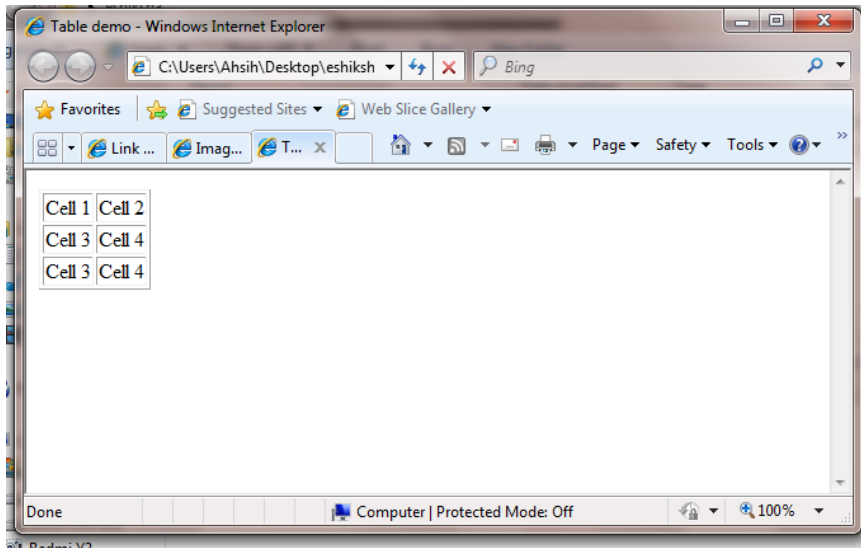 Table demo - Windows Internet Explorer
C:\Users\Ahsih\Desktop\eshiksh
Bing
Favorites Suggested Sites Web Slice Gallery
Link ... Imag... T... X Page Safety Tools »
Cell 1 Cell 2
Cell 3 Cell 4
Cell 3 Cell 4
Done Computer | Protected Mode: Off 100%
Redmi Y2